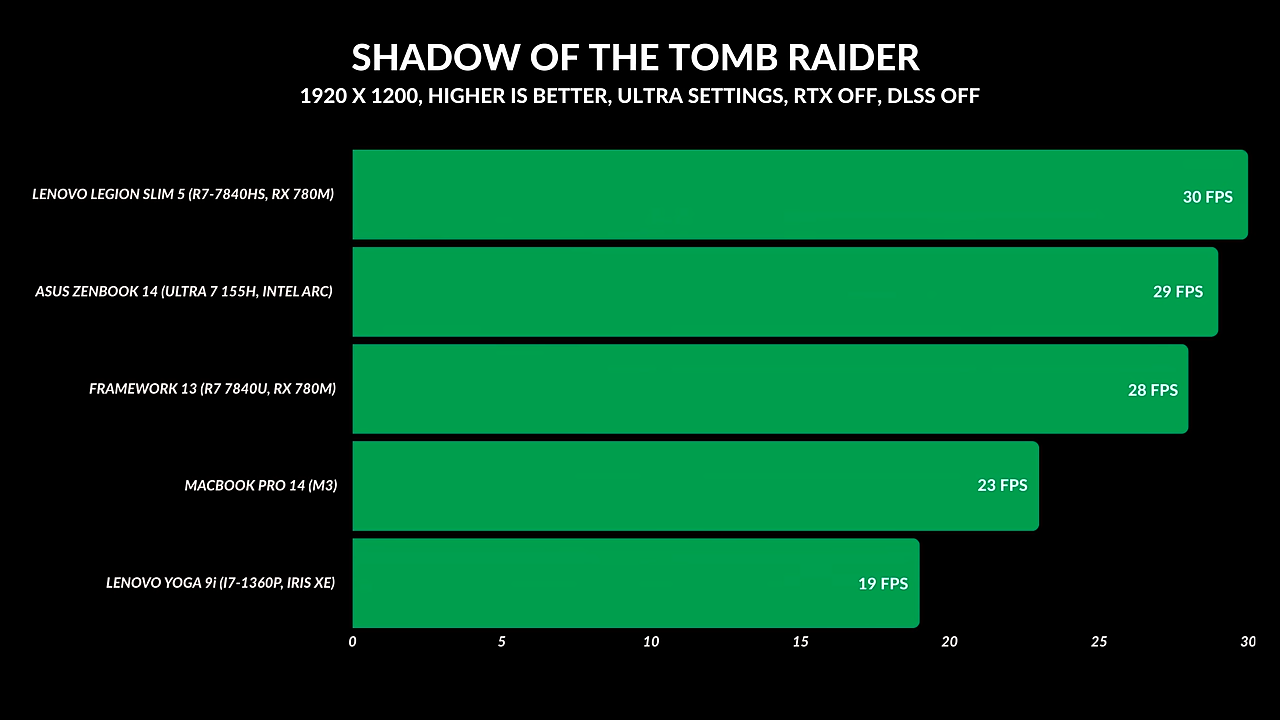 SHADOW OF THE TOMB RAIDER
1920 X 1200, HIGHER IS BETTER, ULTRA SETTINGS, RTX OFF, DLSS OFF
LENOVO LEGION SLIM 5 (R7-7840HS, RX 780M)
30 FPS
ASUS ZENBOOK 14 (ULTRA 7 155H, INTEL ARC)
29 FPS
FRAMEWORK 13 (R7 7840U, RX 780M)
28 FPS
MACBOOK PRO 14 (M3)
23 FPS
LENOVO YOGA 9i (I7-1360P, IRIS XE)
19 FPS
0 5 10 15 20 25 30